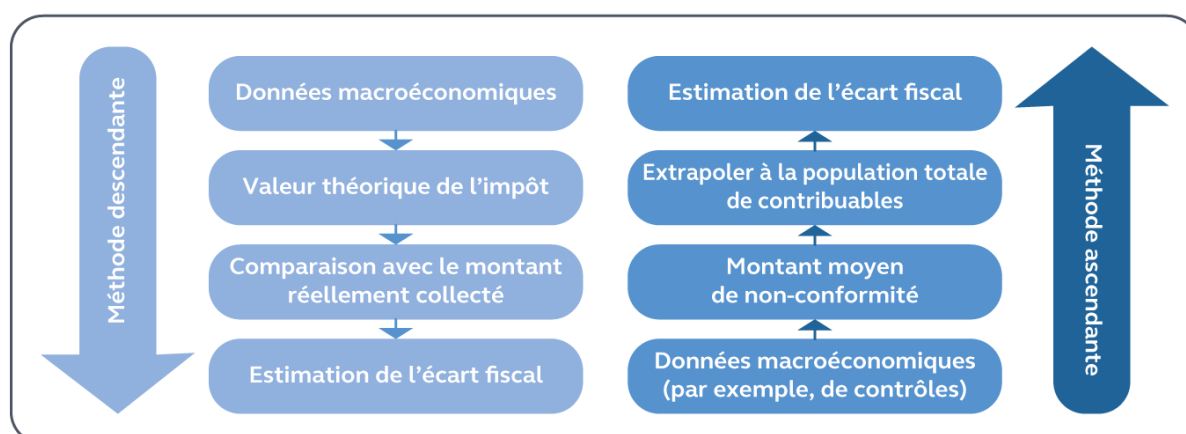 Méthode descendante
Données macroéconomiques
Valeur théorique de l'impôt
Comparaison avec le montant
réellement collecté
Estimation de l'écart fiscal
Estimation de l'écart fiscal
Extrapoler à la population totale
de contribuables
Montant moyen
de non-conformité
Données macroéconomiques
(par exemple, de contrôles)
Méthode ascendante